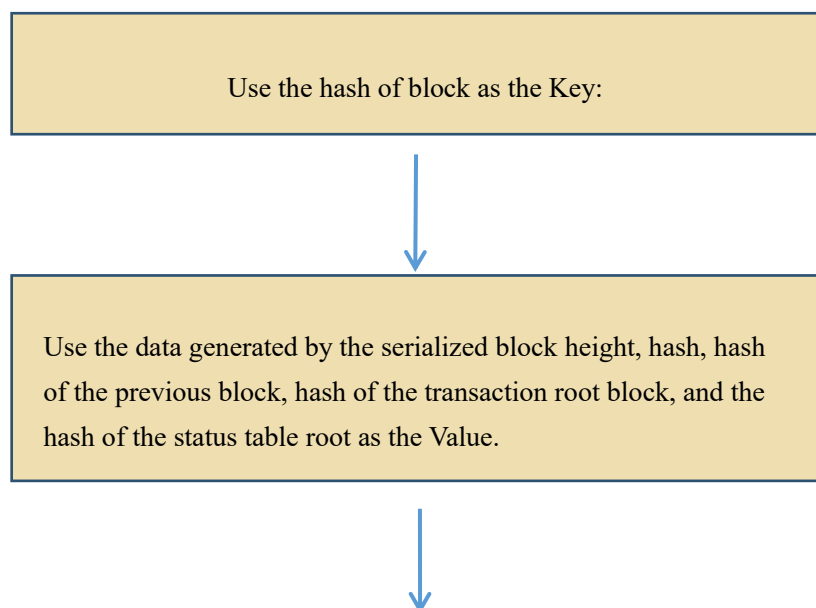 Use the hash of block as the Key:
Use the data generated by the serialized block height, hash, hash
of the previous block, hash of the transaction root block, and the
hash of the status table root as the Value.